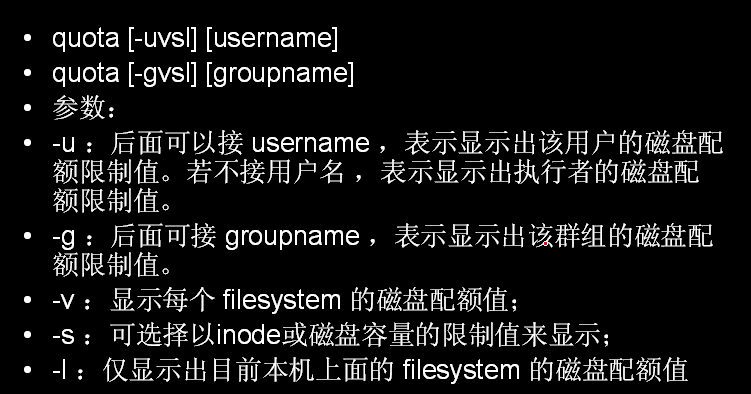 • quota [-uvsl] [username]
• quota [-gvsl] [groupname]
• 参数：
• -u ：后面可以接 username ，表示显示出该用户的磁盘配
额限制值。若不接用户名 ，表示显示出执行者的磁盘配
额限制值。
• -g ：后面可接 groupname ，表示显示出该群组的磁盘配
额限制值。
• -v ：显示每个 filesystem 的磁盘配额值；
• -s ：可选择以inode或磁盘容量的限制值来显示；
• -l ：仅显示出目前本机上面的 filesystem 的磁盘配额值